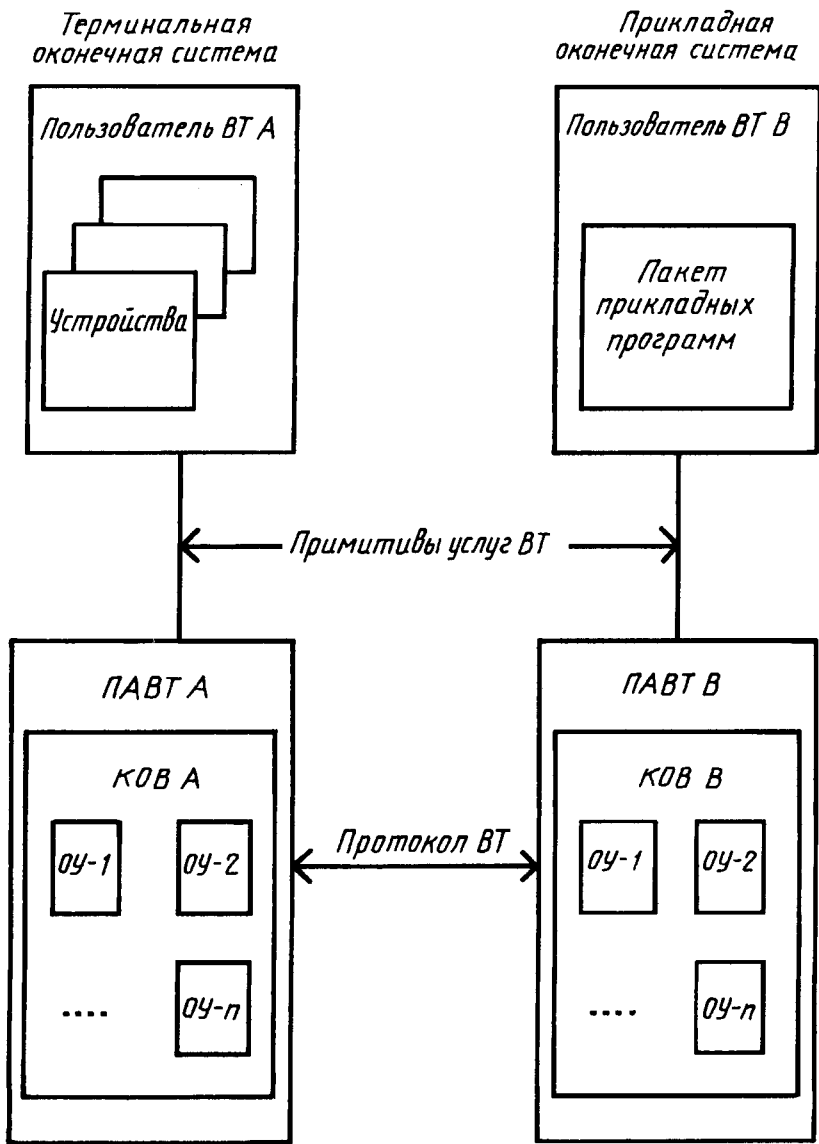 Терминальная
оконечная система
Прикладная
оконечная система
Пользователь ВТ А
Устройства
Пользователь ВТ В
Пакет
прикладных
программ
Примитивы услуг ВТ
ПАВТ А
КОВ А
ОУ-1
ОУ-2
....
ОУ-n
Протокол ВТ
ПАВТ В
КОВ В
ОУ-1
ОУ-2
....
ОУ-n